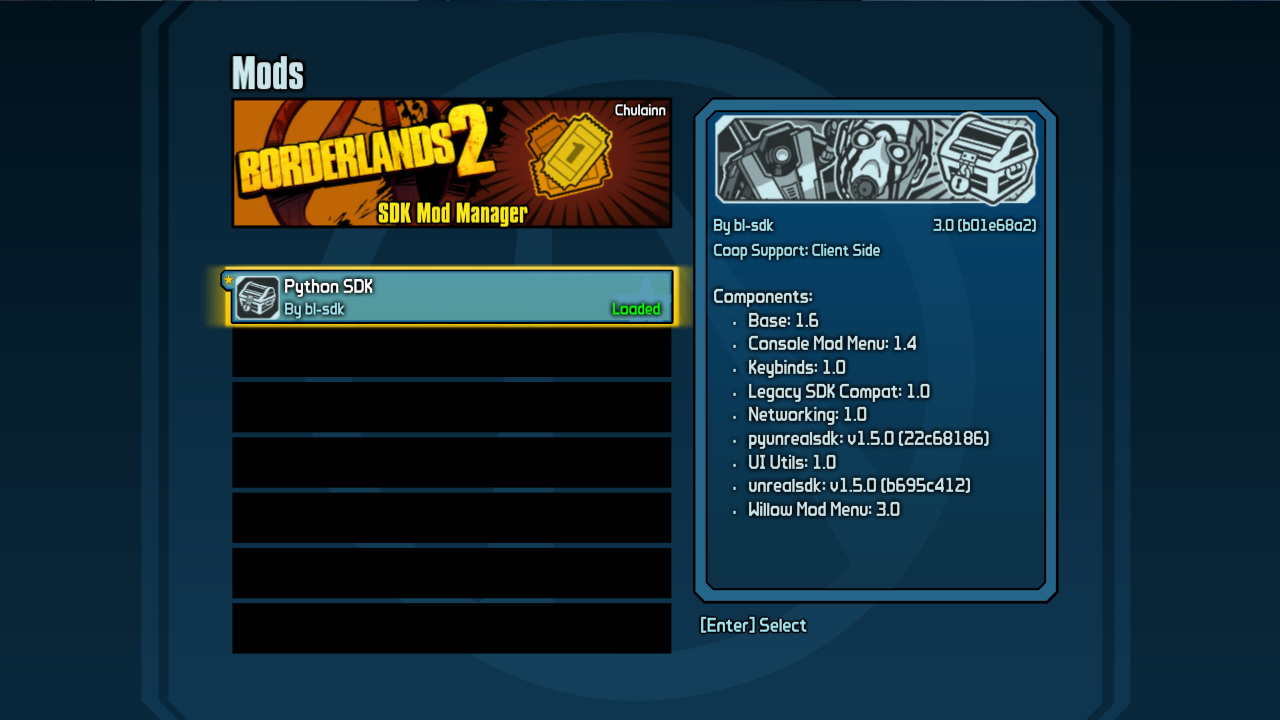 Mods
BORDERLANDS 2
Chulainn
1
SDK Mod Manager
Python SDK
By bl-sdk
Loaded
By bl-sdk 3.0 (b01e68a2)
Coop Support: Client Side
Components:
• Base: 1.6
• Console Mod Menu: 1.4
• Keybinds: 1.0
• Legacy SDK Compat: 1.0
• Networking: 1.0
• pyunrealsdk: v1.5.0 (22c68186)
• UI Utils: 1.0
• unrealsdk: v1.5.0 (b695c412)
• Willow Mod Menu: 3.0
[Enter] Select